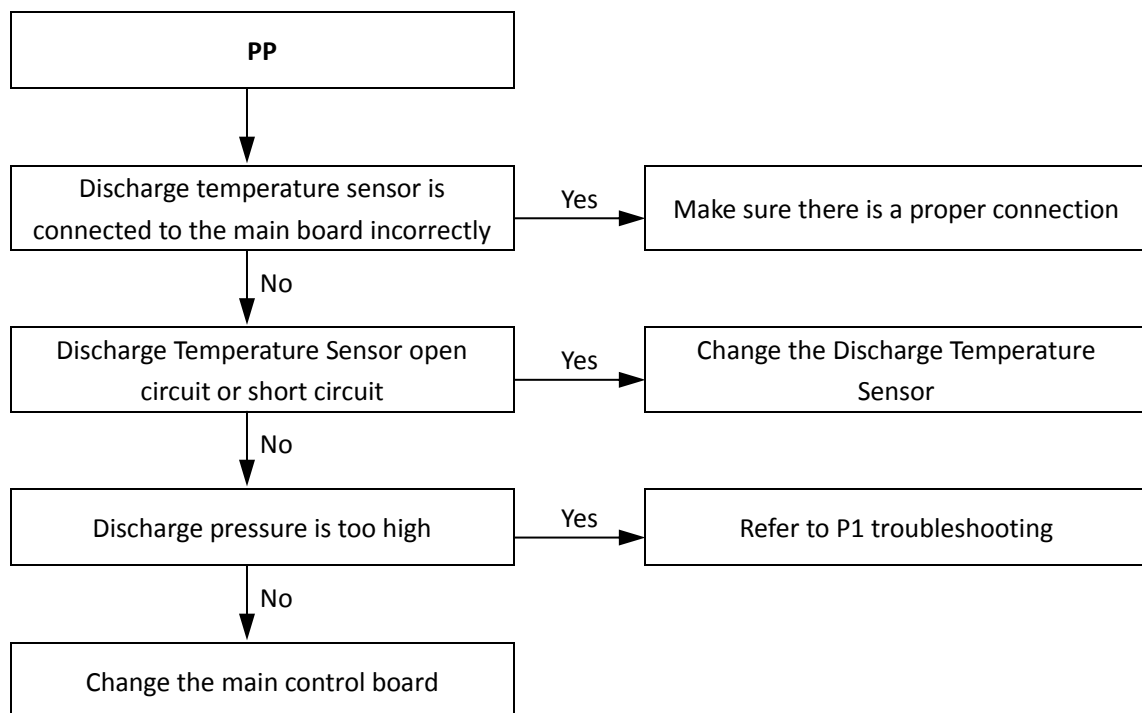 PP
Discharge temperature sensor is
connected to the main board incorrectly
Yes
Make sure there is a proper connection
No
Discharge Temperature Sensor open
circuit or short circuit
Yes
Change the Discharge Temperature
Sensor
No
Discharge pressure is too high
Yes
Refer to P1 troubleshooting
No
Change the main control board